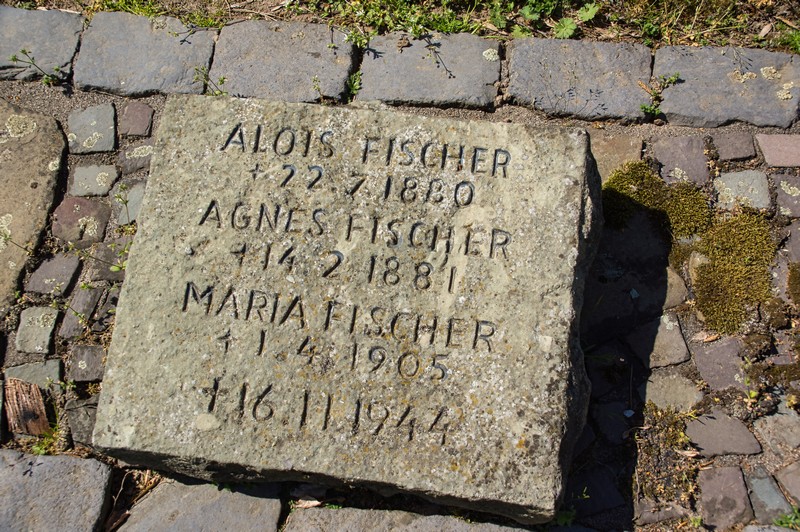 ALOIS FISCHER
+ 22 7 1880
AGNES FISCHER
+ 14 2 1881
MARIA FISCHER
+ 1 4 1905
+ 16 11 1944